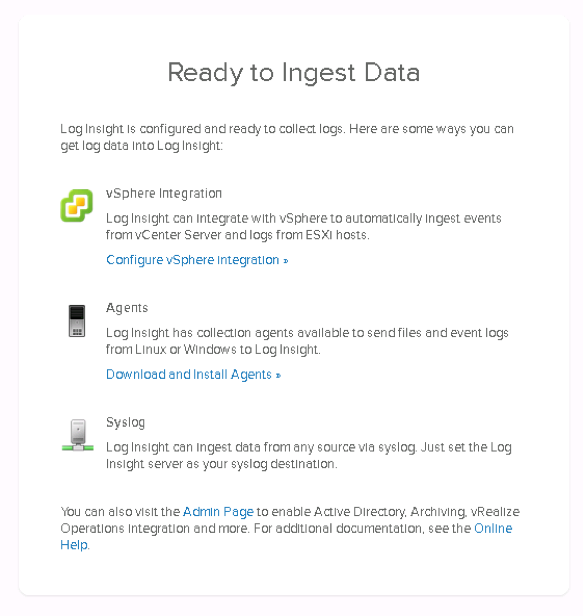 Ready to Ingest Data
Log Insight is configured and ready to collect logs. Here are some ways you can
get log data into Log Insight:
vSphere Integration
Log Insight can integrate with vSphere to automatically ingest events
from vCenter Server and logs from ESXi hosts.
Configure vSphere integration »
Agents
Log Insight has collection agents available to send files and event logs
from Linux or Windows to Log Insight.
Download and Install Agents »
Syslog
Log Insight can ingest data from any source via syslog. Just set the Log
Insight server as your syslog destination.
You can also visit the Admin Page to enable Active Directory, Archiving, vRealize
Operations integration and more. For additional documentation, see the Online
Help.